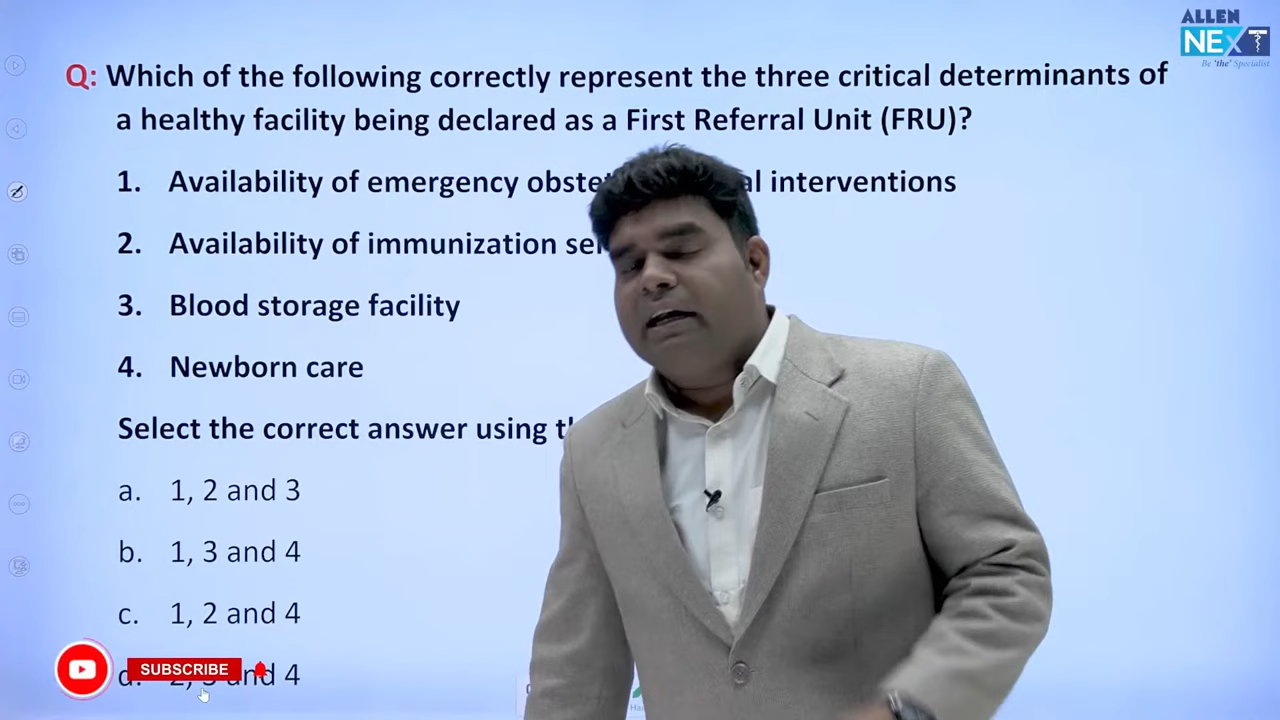 ALLEN
NEXT
Be 'the' Specialist
Q: Which of the following correctly represent the three critical determinants of
a healthy facility being declared as a First Referral Unit (FRU)?
1. Availability of emergency interventions
2. Availability of immunization
3. Blood storage facility
4. Newborn care
Select the correct answer using
a. 1, 2 and 3
b. 1, 3 and 4
c. 1, 2 and 4
d. 2, 3 and 4
SUBSCRIBE